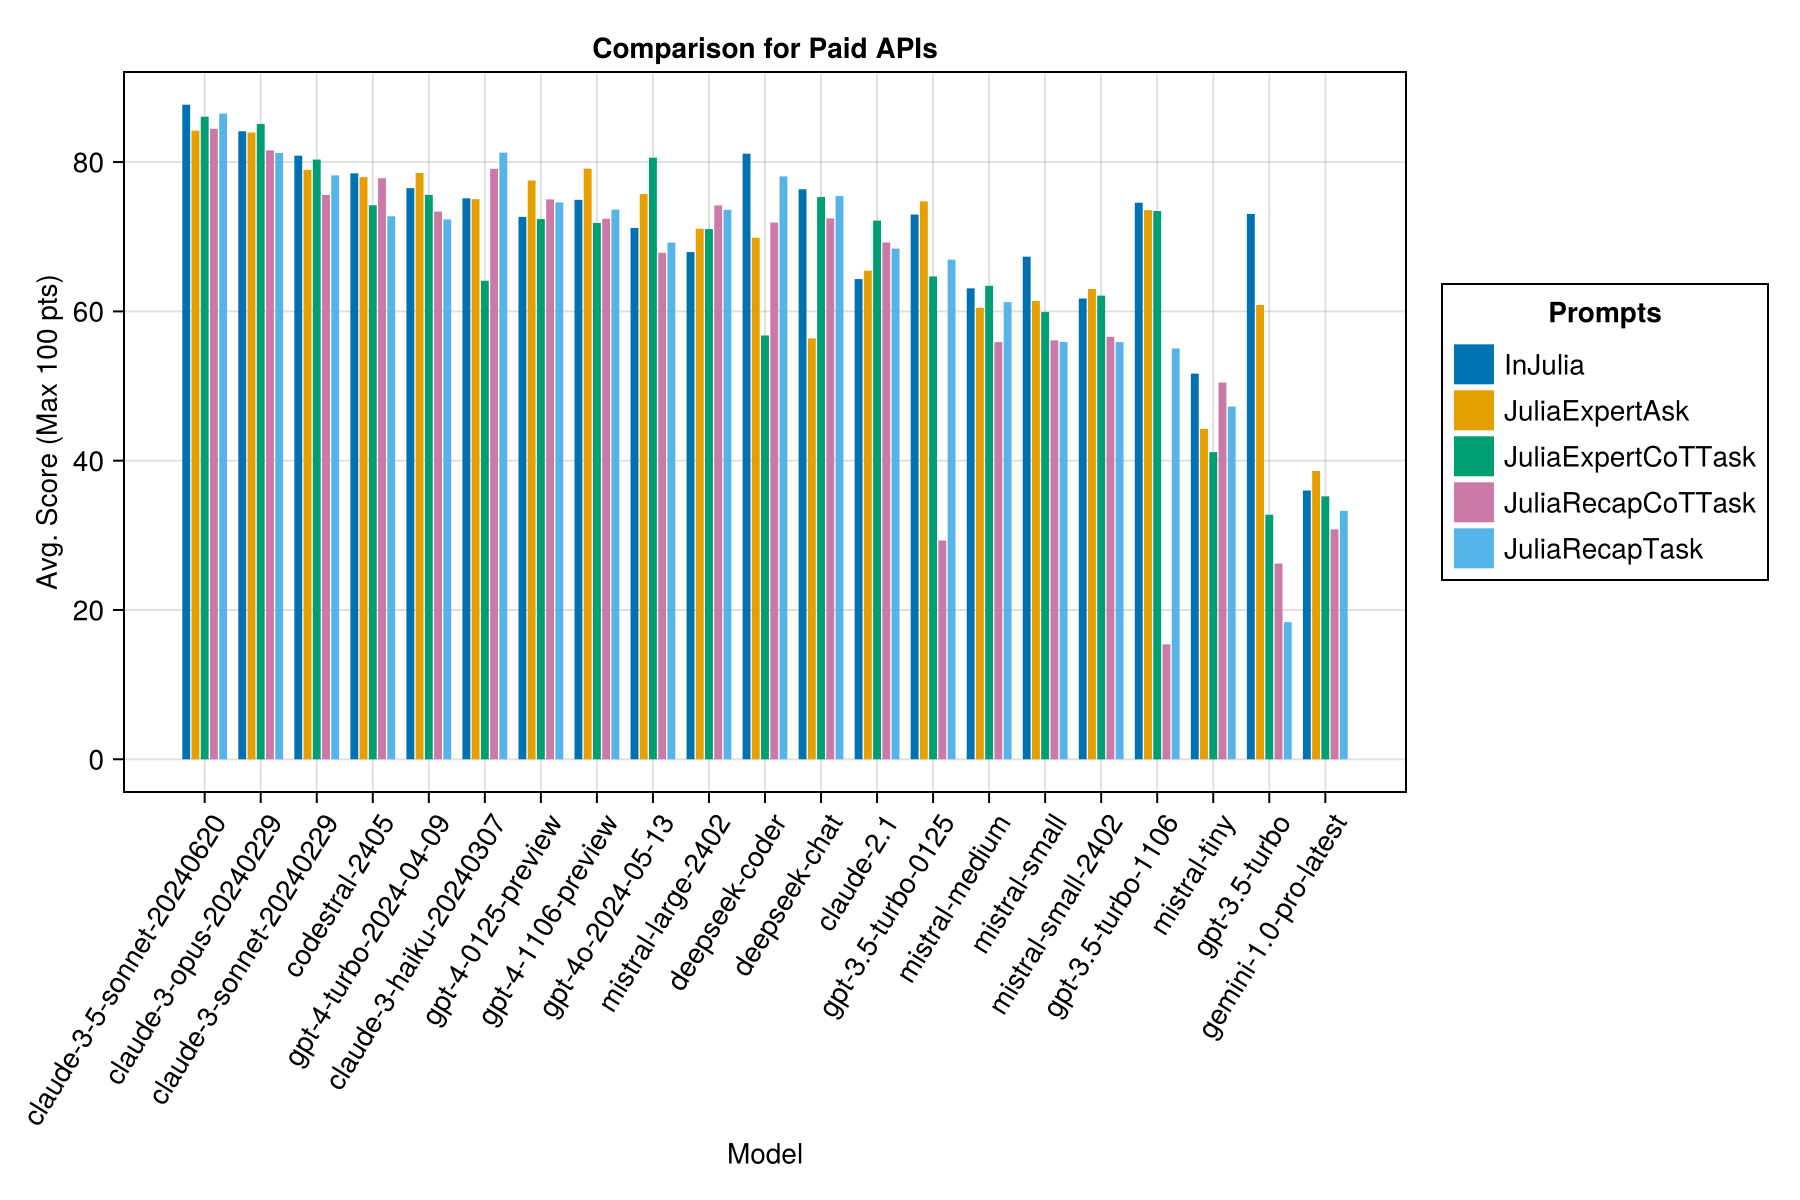 Comparison for Paid APIs
Avg. Score (Max 100 pts)
80
60
40
20
0
claude-3-5-sonnet-20240620
claude-3-opus-20240229
claude-3-sonnet-20240229
codestral-2405
gpt-4-turbo-2024-04-09
claude-3-haiku-20240307
gpt-4-0125-preview
gpt-4-1106-preview
gpt-4o-2024-05-13
mistral-large-2402
deepseek-coder
deepseek-chat
claude-2.1
gpt-3.5-turbo-0125
mistral-medium
mistral-small
mistral-small-2402
gpt-3.5-turbo-1106
mistral-tiny
gpt-3.5-turbo
gemini-1.0-pro-latest
Model
Prompts
InJulia
JuliaExpertAsk
JuliaExpertCoTTask
JuliaRecapCoTTask
JuliaRecapTask